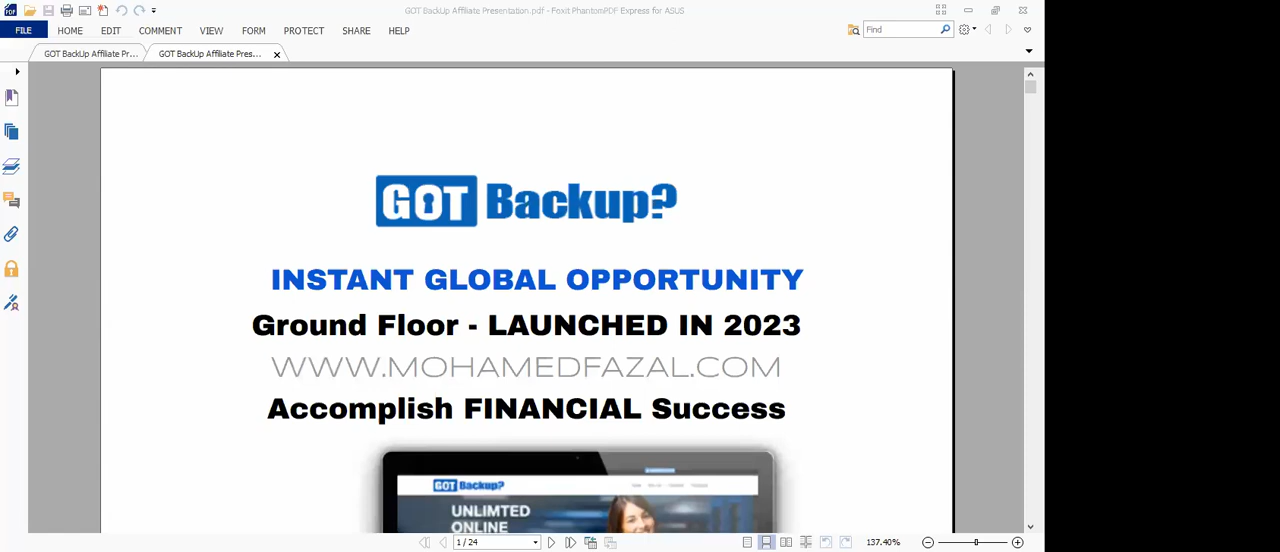 GOT BackUp Affiliate Presentation.pdf - Foxit PhantomPDF Express for ASUS
FILE HOME EDIT COMMENT VIEW FORM PROTECT SHARE HELP
Find
GOT BackUp Affiliate Pr... GOT BackUp Affiliate Pres...
GOT Backup?
INSTANT GLOBAL OPPORTUNITY
Ground Floor - LAUNCHED IN 2023
WWW.MOHAMEDFAZAL.COM
Accomplish FINANCIAL Success
GOT Backup?
UNLIMTED
ONLINE
1 / 24
137.40%